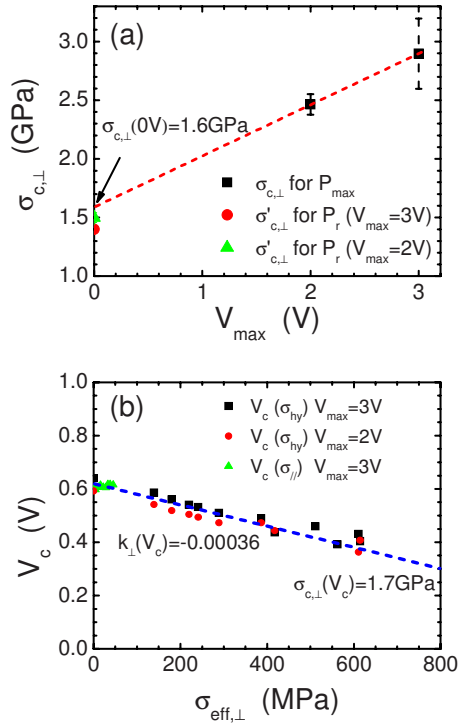 (a)
3.0
2.5
2.0
1.5
1.0
σc,⊥ (GPa)
σc,⊥(0V)=1.6GPa
σc,⊥ for Pmax
σ'c,⊥ for Pr (Vmax=3V)
σ'c,⊥ for Pr (Vmax=2V)
0 1 2 3
Vmax (V)
(b)
1.0
0.8
0.6
0.4
0.2
0.0
Vc (V)
Vc (σhy) Vmax=3V
Vc (σhy) Vmax=2V
Vc (σ//) Vmax=3V
k⊥(Vc)=-0.00036
σc,⊥(Vc)=1.7GPa
0 200 400 600 800
σeff,⊥ (MPa)